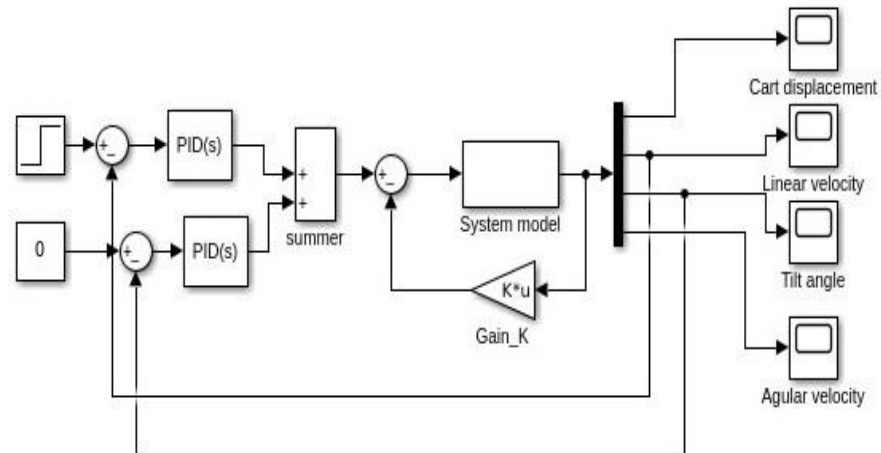 Cart displacement
+
_
PID(s)
+
+
summer
+
_
System model
Linear velocity
0
+
_
PID(s)
K*u
Gain_K
Tilt angle
Agular velocity